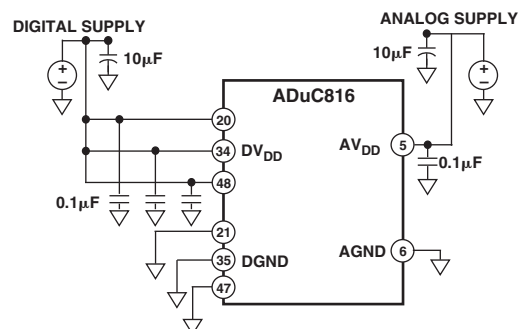 DIGITAL SUPPLY
ANALOG SUPPLY
+
−
10µF
10µF
+
−
ADuC816
20
34
DVDD
48
AVDD
5
0.1µF
0.1µF
21
35
DGND
47
AGND
6